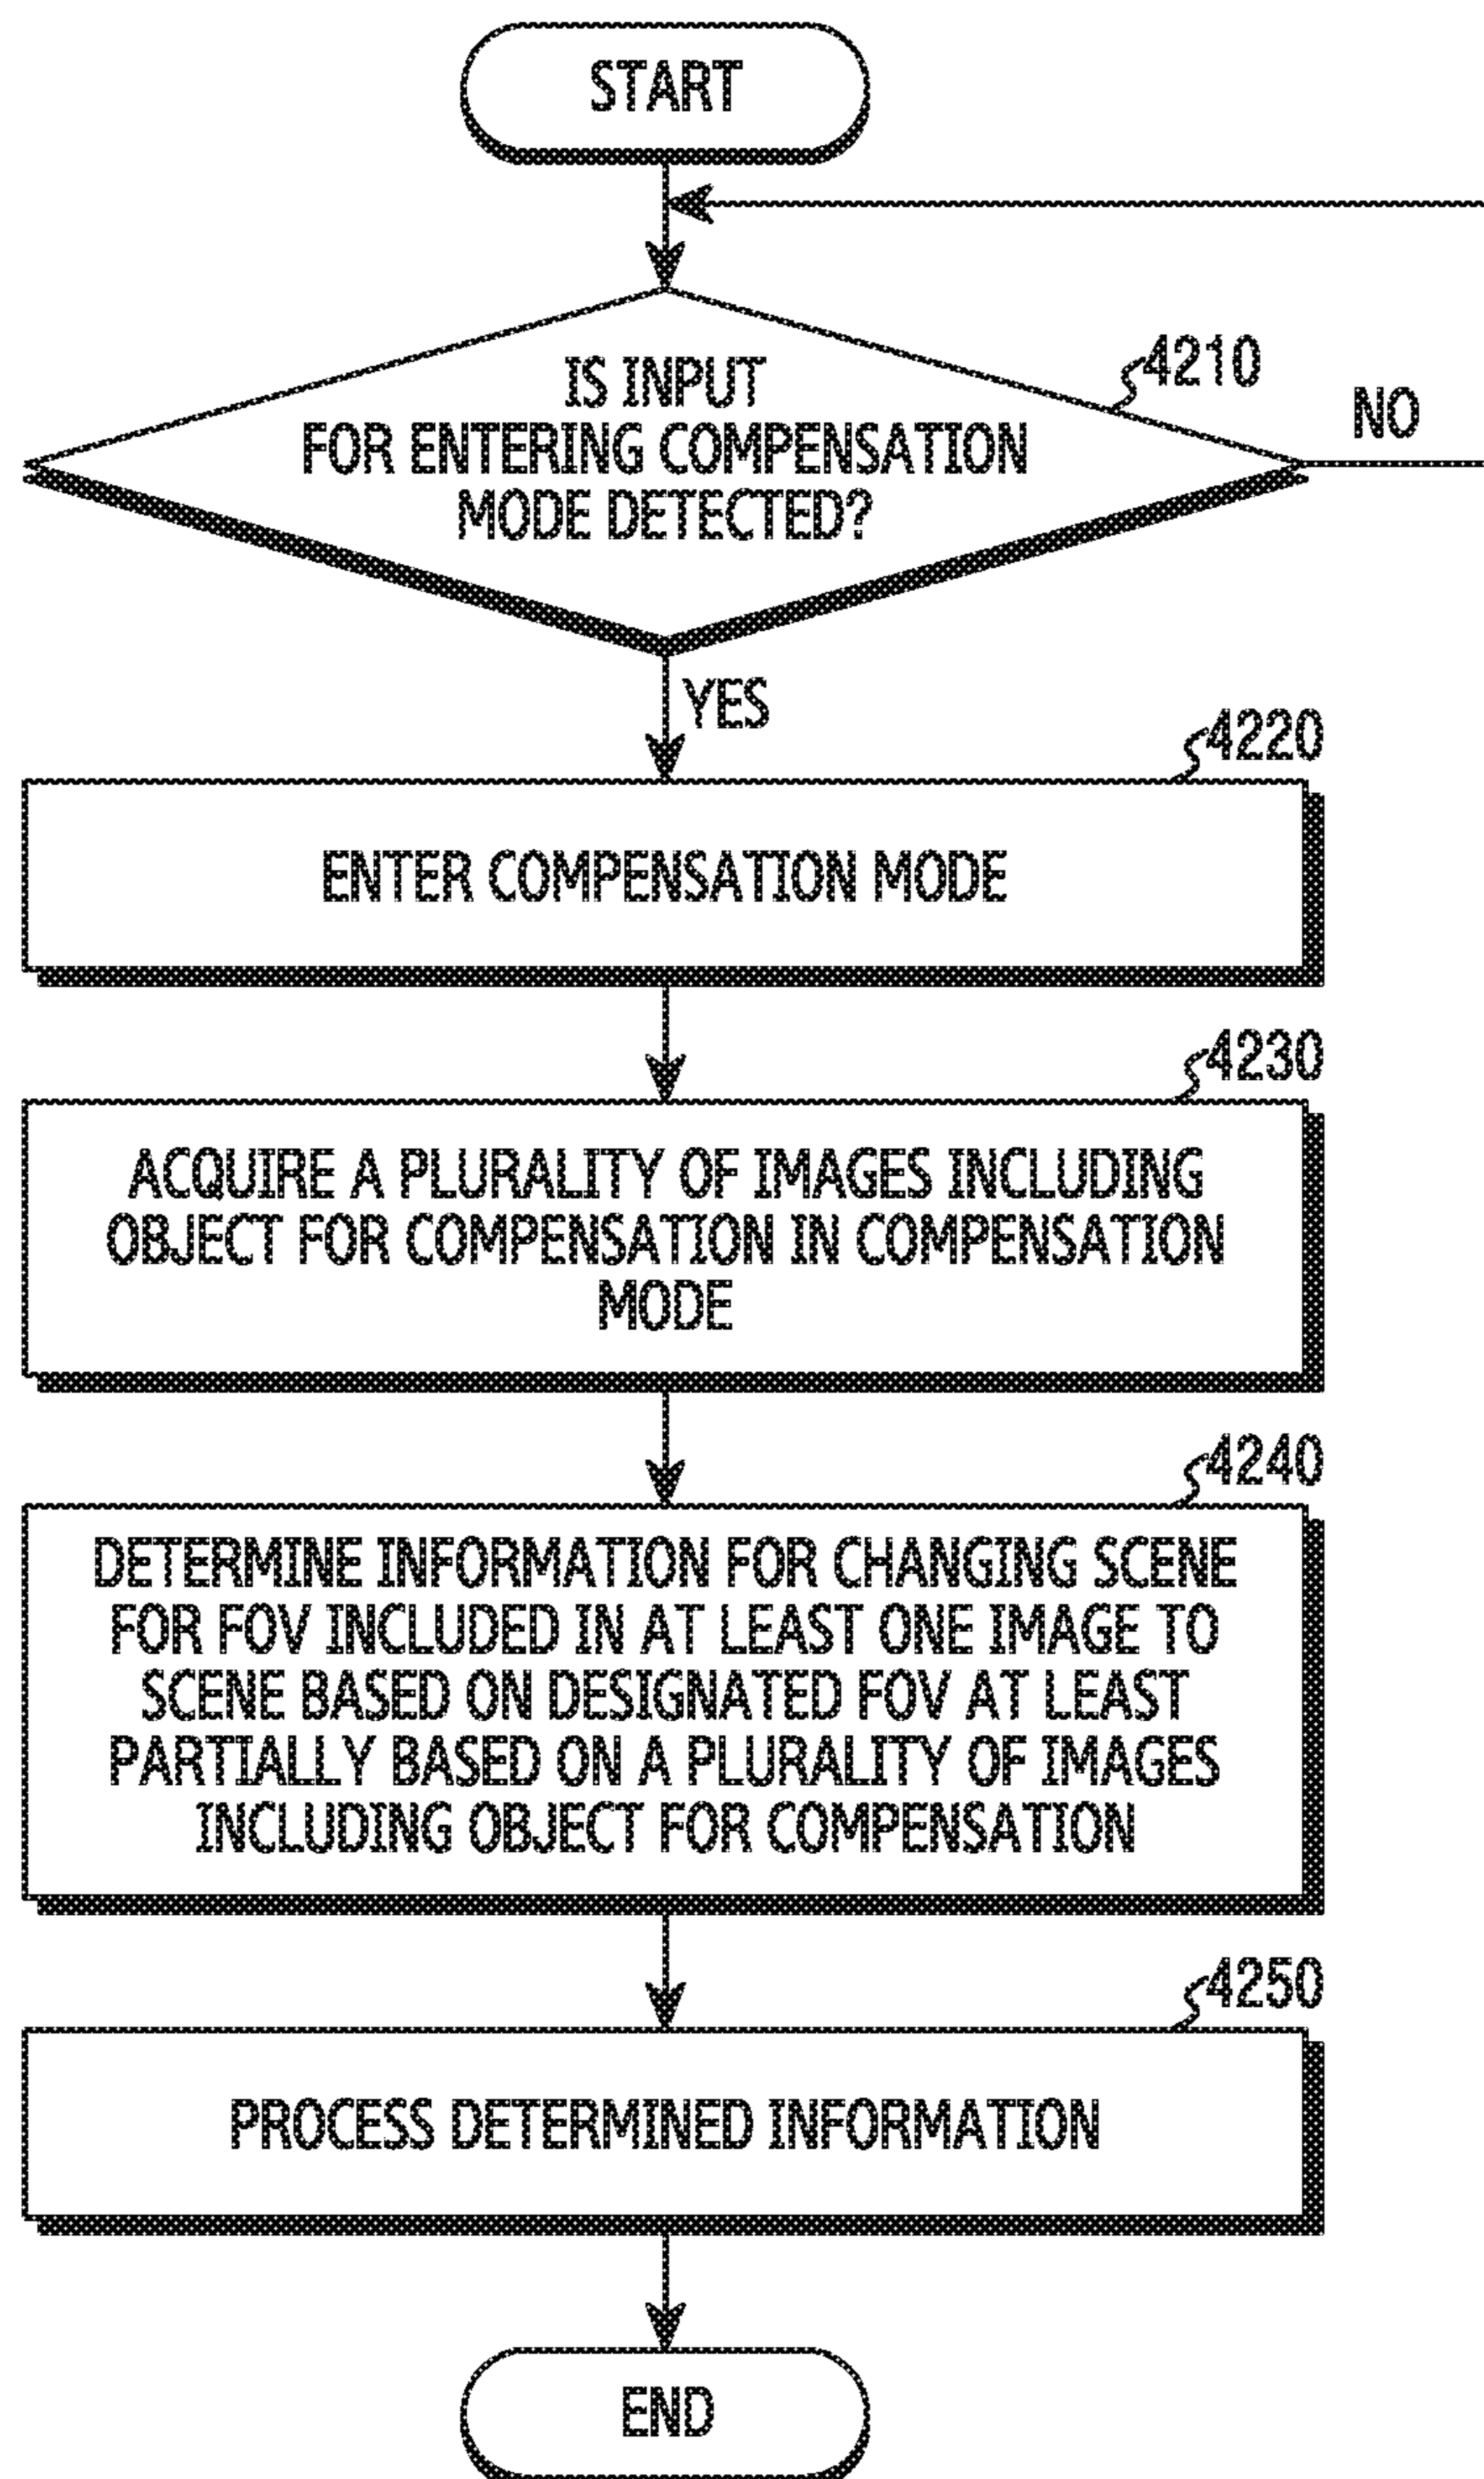 START
IS INPUT
FOR ENTERING COMPENSATION
MODE DETECTED?
4210
NO
YES
4220
ENTER COMPENSATION MODE
4230
ACQUIRE A PLURALITY OF IMAGES INCLUDING
OBJECT FOR COMPENSATION IN COMPENSATION
MODE
4240
DETERMINE INFORMATION FOR CHANGING SCENE
FOR FOV INCLUDED IN AT LEAST ONE IMAGE TO
SCENE BASED ON DESIGNATED FOV AT LEAST
PARTIALLY BASED ON A PLURALITY OF IMAGES
INCLUDING OBJECT FOR COMPENSATION
4250
PROCESS DETERMINED INFORMATION
END